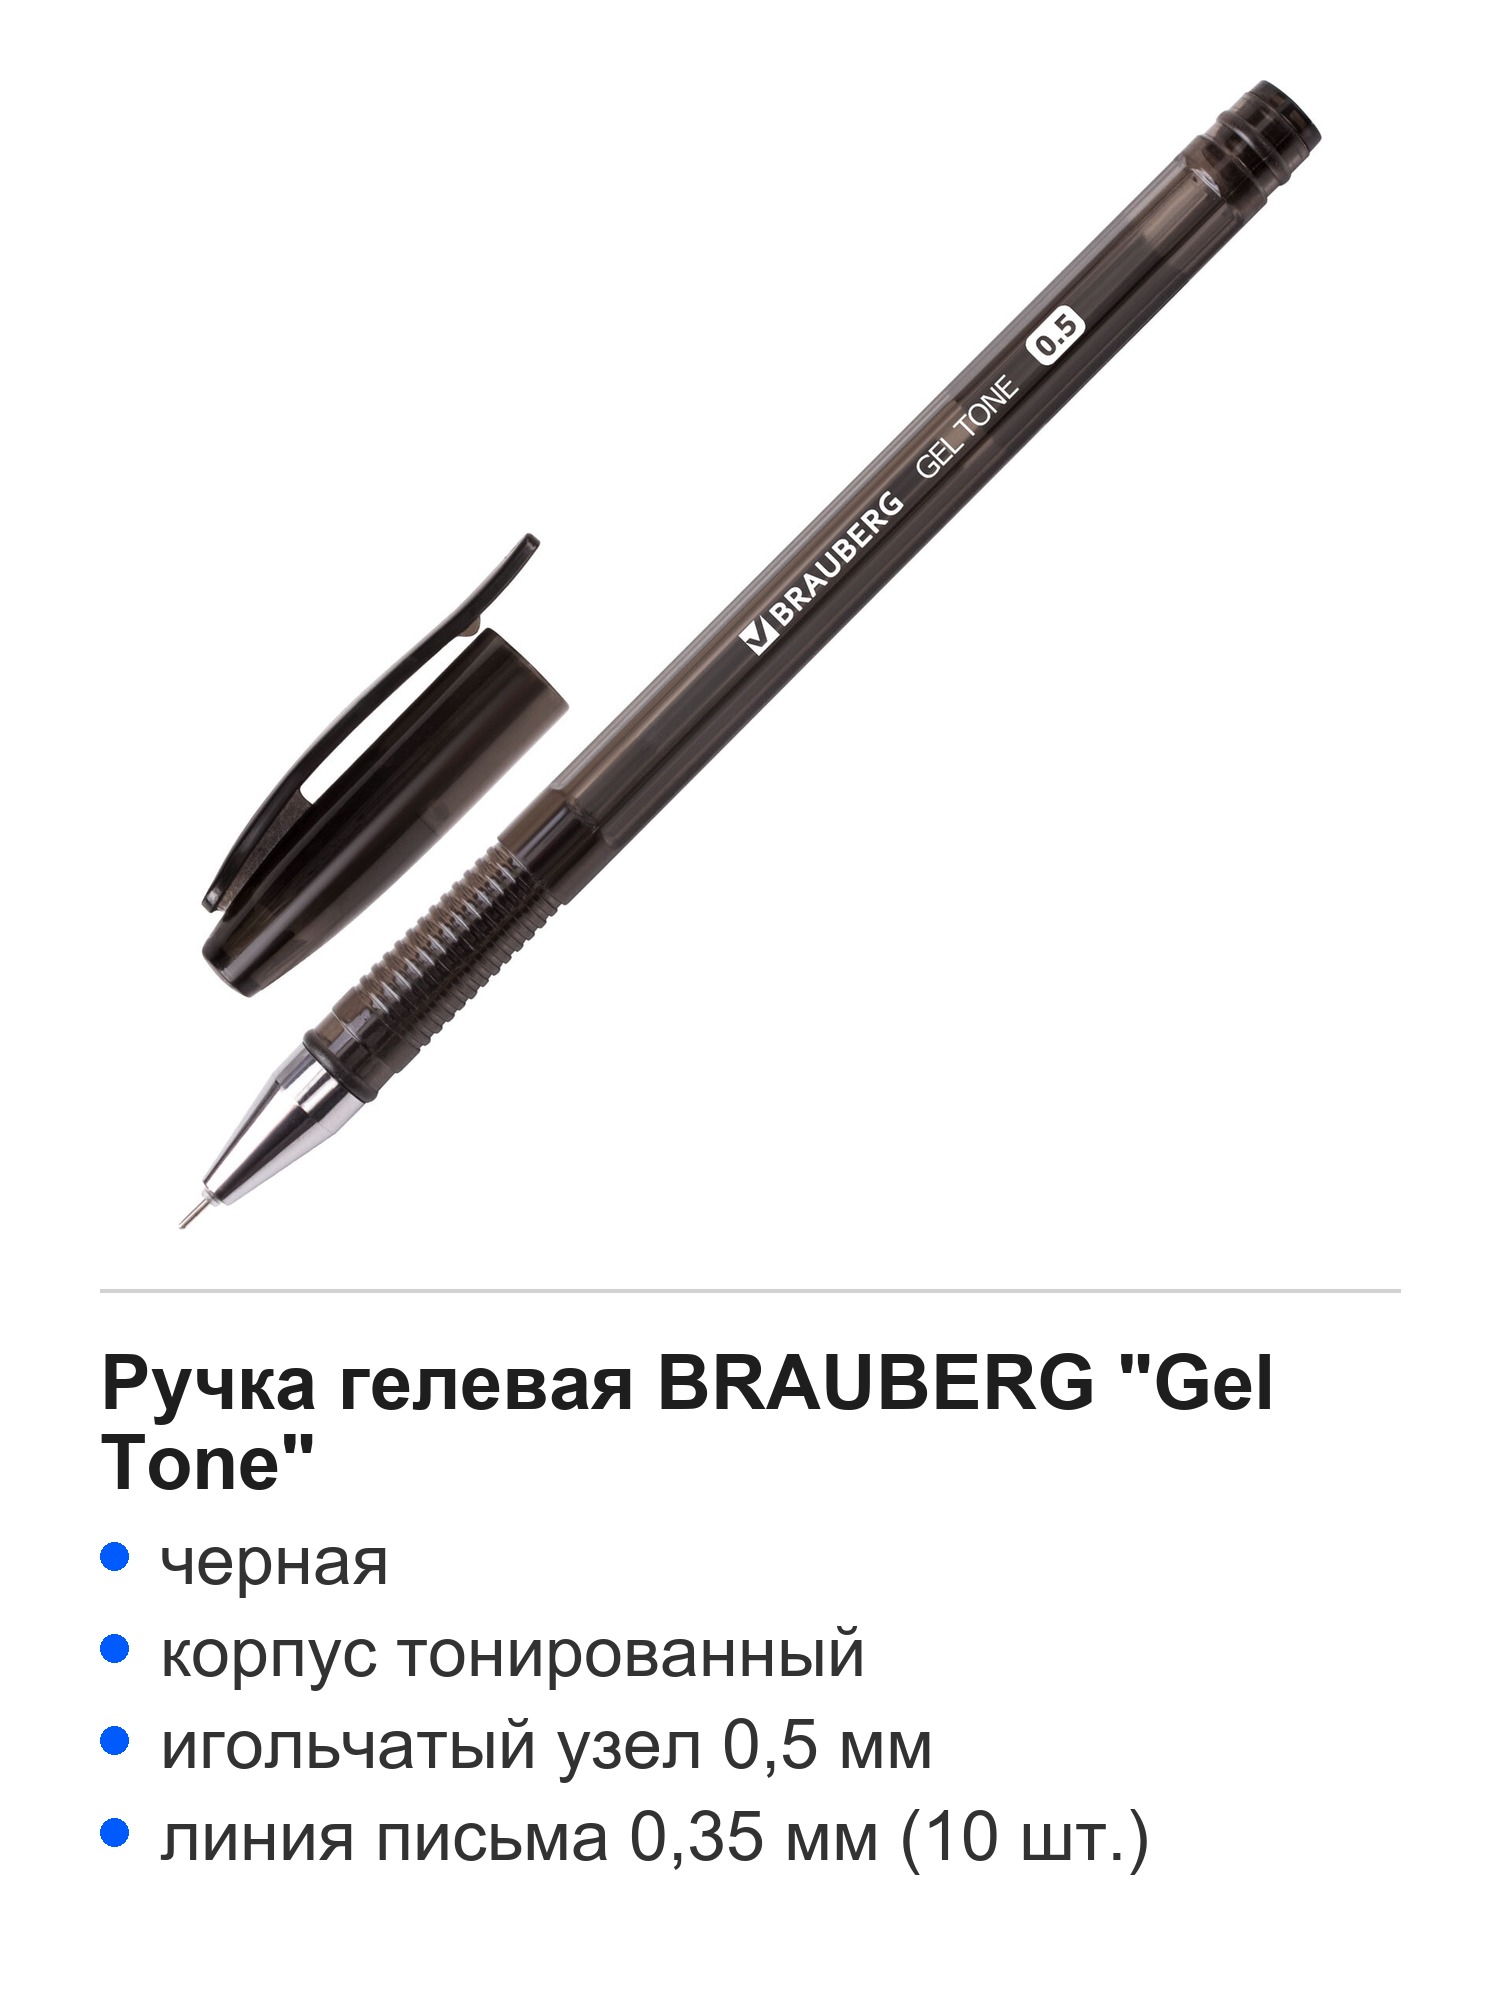 BRAUBERG GEL TONE 0.5
Ручка гелевая BRAUBERG "Gel
Tone"
черная
корпус тонированный
игольчатый узел 0,5 мм
линия письма 0,35 мм (10 шт.)